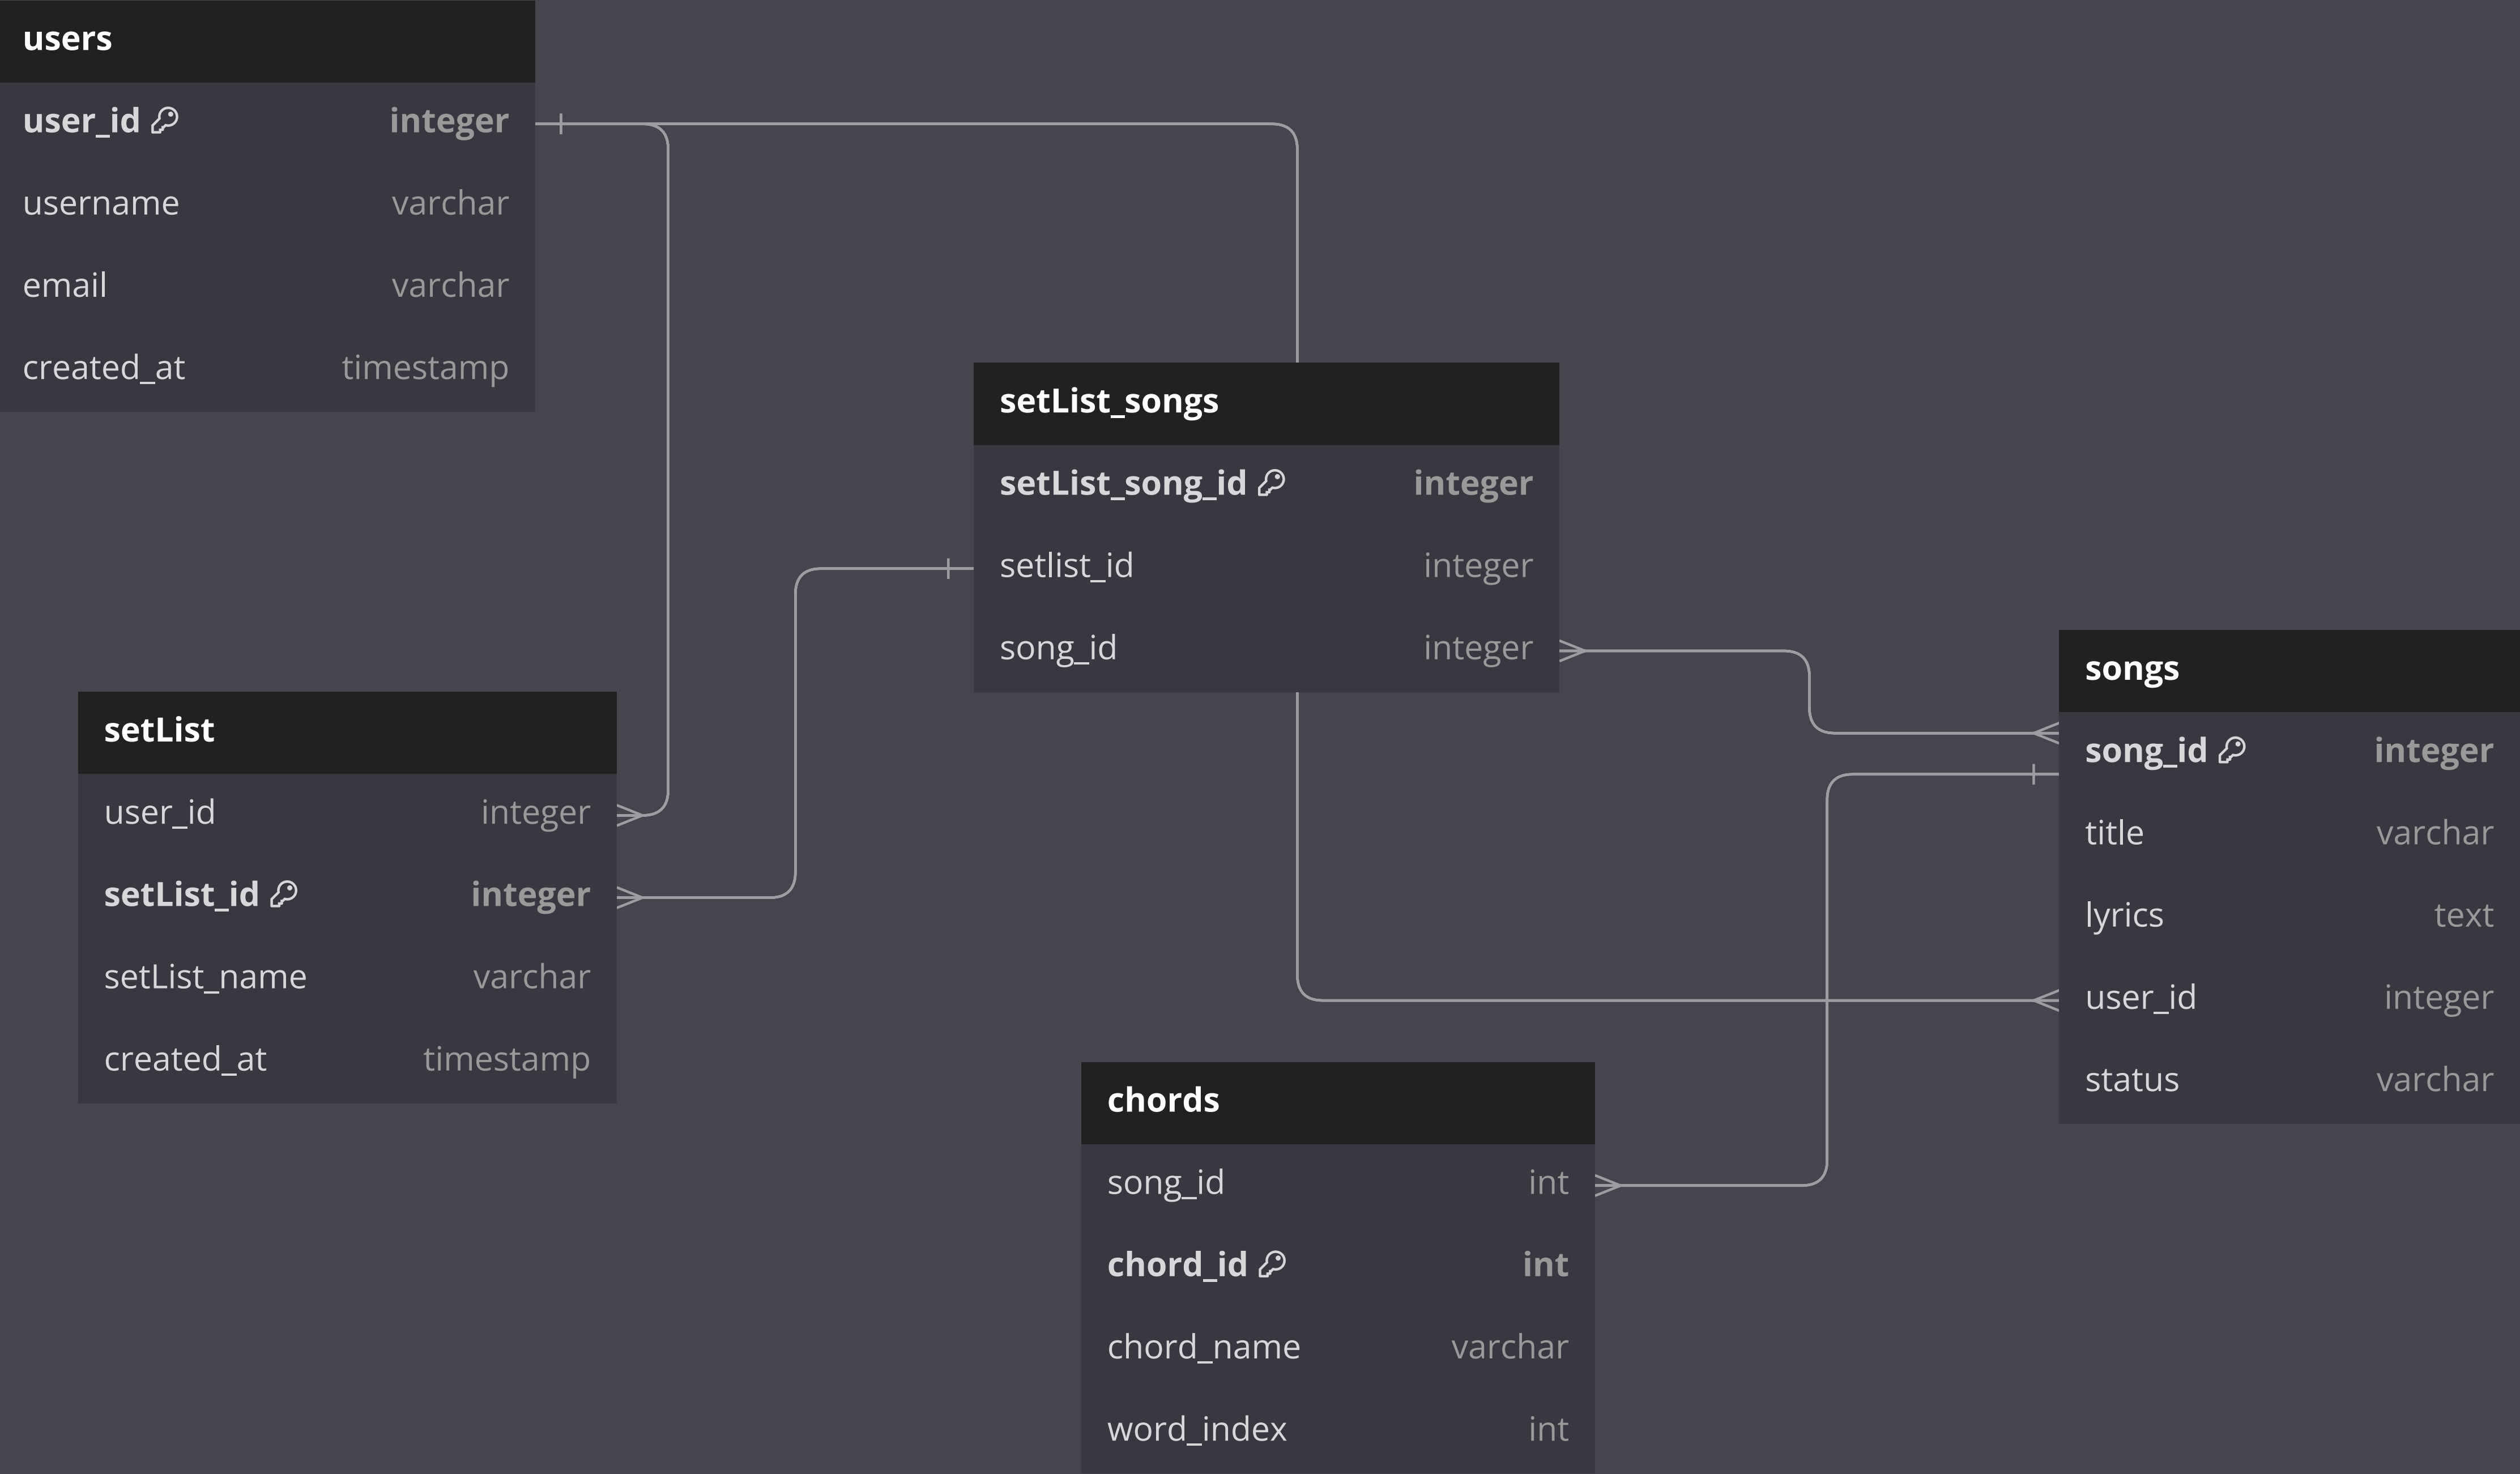 users
user_id integer
username varchar
email varchar
created_at timestamp
setList_songs
setList_song_id integer
setlist_id integer
song_id integer
setList
user_id integer
setList_id integer
setList_name varchar
created_at timestamp
songs
song_id integer
title varchar
lyrics text
user_id integer
status varchar
chords
song_id int
chord_id int
chord_name varchar
word_index int